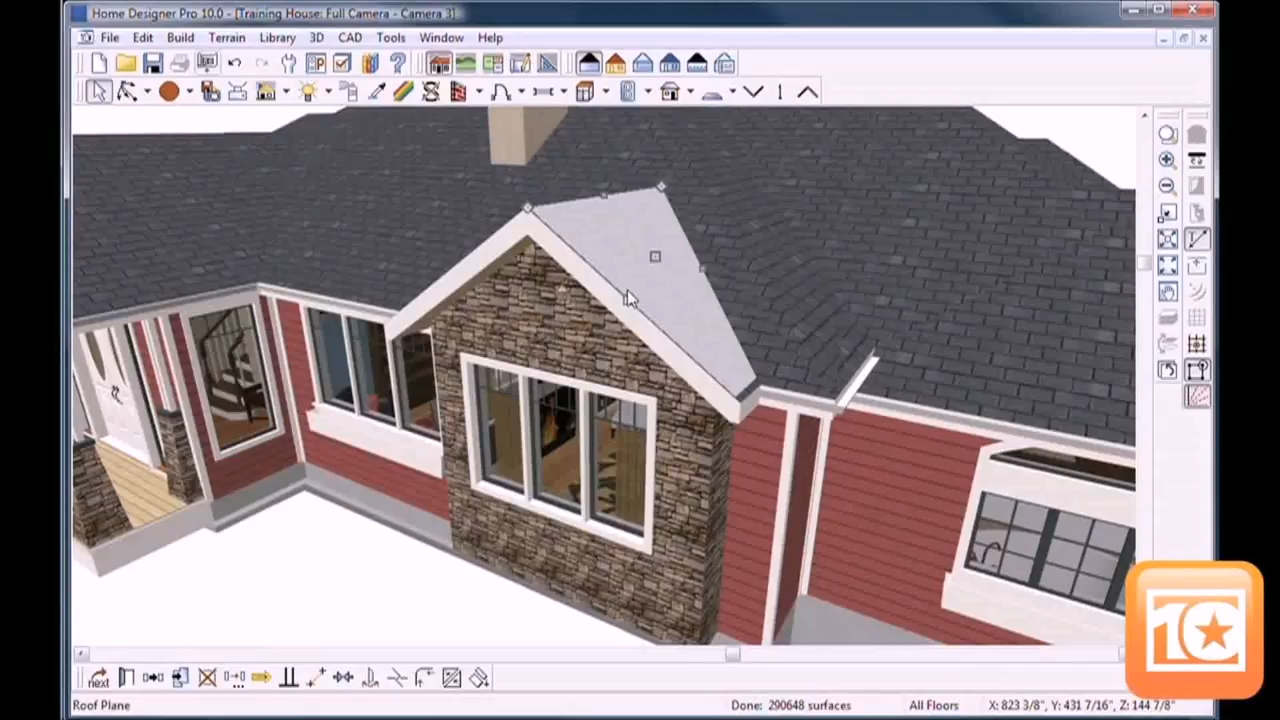 Home Designer Pro 10.0 - [Training House: Full Camera - Camera 3]
File Edit Build Terrain Library 3D CAD Tools Window Help
next
Roof Plane Done: 290648 surfaces All Floors X: 823 3/8", Y: 431 7/16", Z: 144 7/8"
10